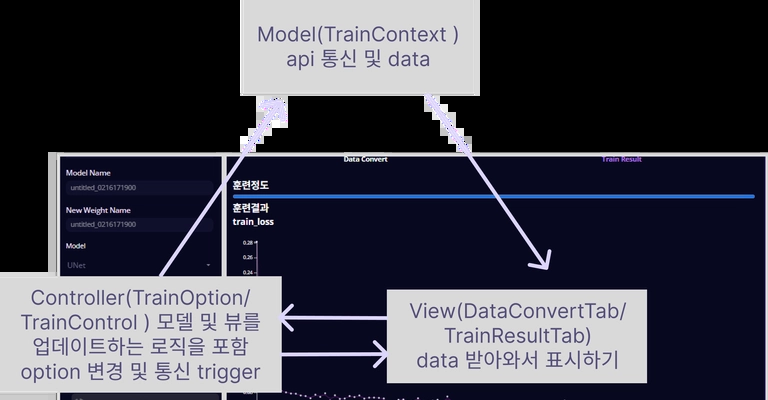 Model(TrainContext )
api 통신 및 data
Data Convert
Train Result
Model Name
untitled_0216171900
New Weight Name
untitled_0216171900
Model
UNet
훈련정도
훈련결과
train_loss
0.28
0.26
0.24
Controller(TrainOption/
TrainControl ) 모델 및 뷰를
업데이트하는 로직을 포함
option 변경 및 통신 trigger
View(DataConvertTab/
TrainResultTab)
data 받아와서 표시하기